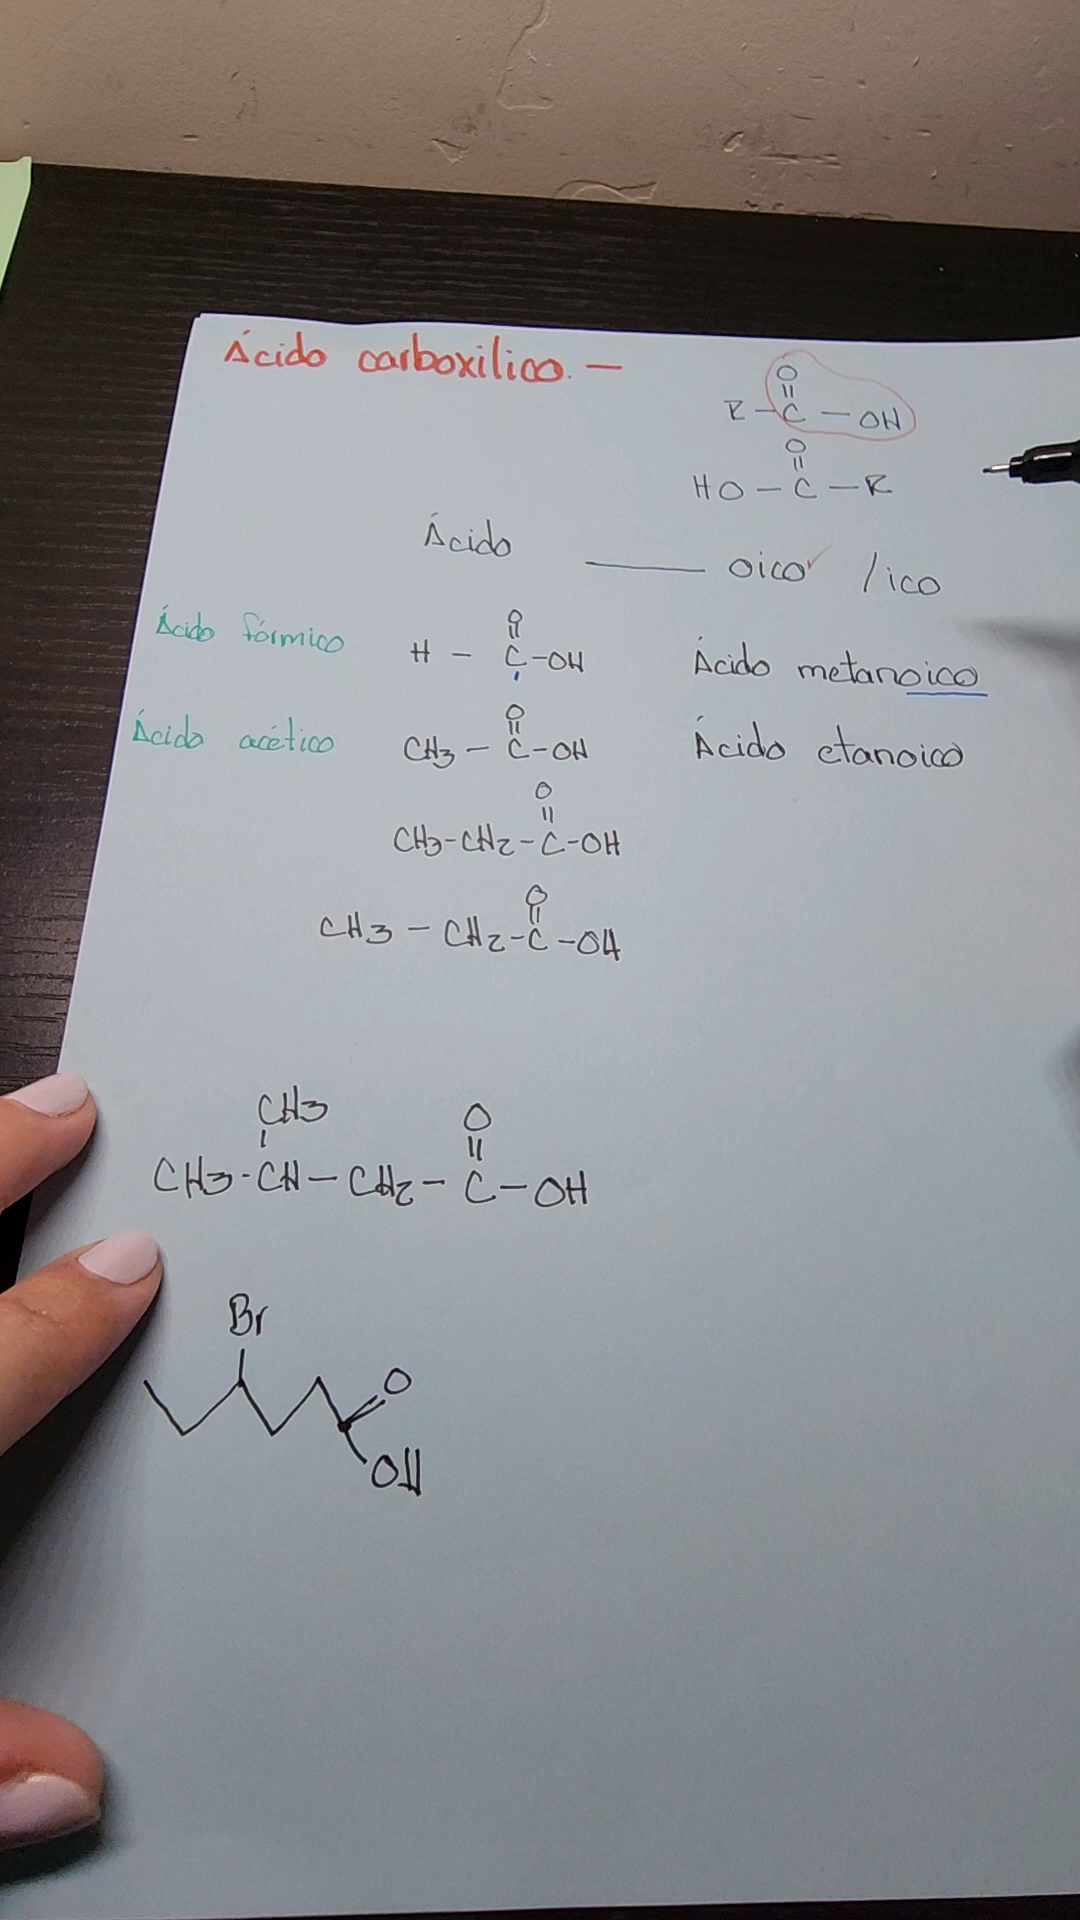 Ácido carboxilico. —
O
||
R — C — OH
O
||
HO — C — R
Ácido ____ oico / ico
Ácido fórmico
O
||
H — C — OH
Ácido metanoico
Ácido acético
O
||
CH3 — C — OH
Ácido etanoico
O
||
CH3 - CH2 - C - OH
O
||
CH3 — CH2 - C - OH
CH3 O
| ||
CH3 - CH — CH2 — C — OH
Br
O
OH